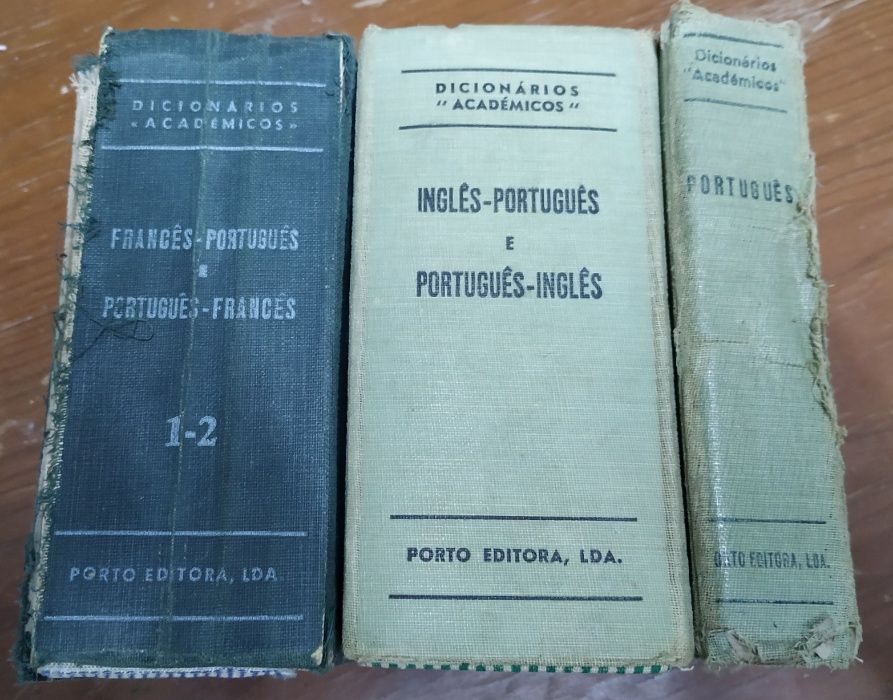 DICIONÁRIOS
« ACADÉMICOS »
FRANCÊS-PORTUGUÊS
E
PORTUGUÊS-FRANCÊS
1-2
PORTO EDITORA, LDA.
DICIONÁRIOS
"ACADÉMICOS"
INGLÊS-PORTUGUÊS
E
PORTUGUÊS-INGLÊS
PORTO EDITORA, LDA.
Dicionários
"Académicos"
PORTUGUÊS
PORTO EDITORA, LDA.